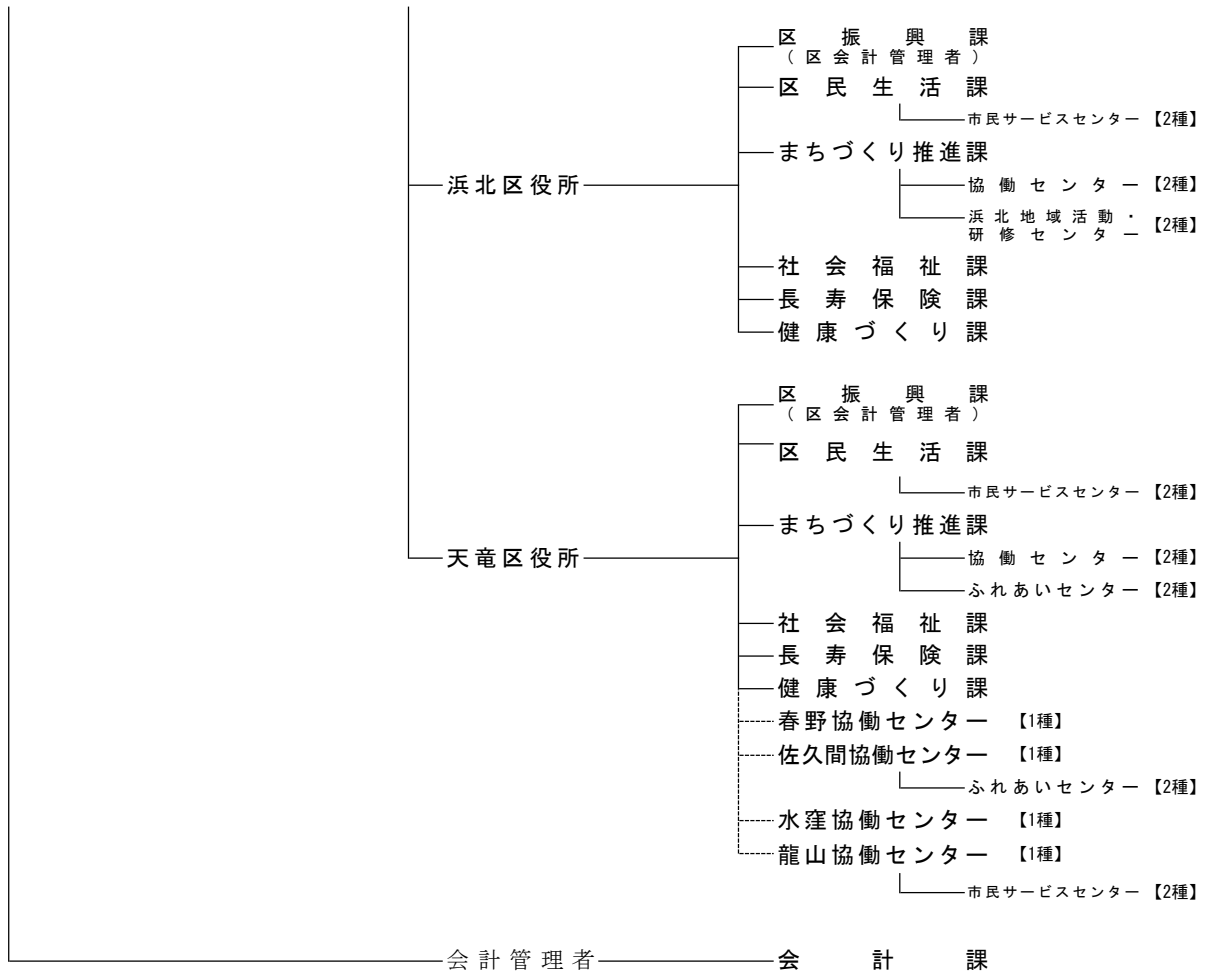 区振興課
(区会計管理者)
区民生活課
市民サービスセンター【2種】
まちづくり推進課
浜北区役所
協働センター【2種】
浜北地域活動・
研修センター【2種】
社会福祉課
長寿保険課
健康づくり課
区振興課
(区会計管理者)
区民生活課
市民サービスセンター【2種】
まちづくり推進課
天竜区役所
協働センター【2種】
ふれあいセンター【2種】
社会福祉課
長寿保険課
健康づくり課
春野協働センター 【1種】
佐久間協働センター 【1種】
ふれあいセンター【2種】
水窪協働センター 【1種】
龍山協働センター 【1種】
市民サービスセンター【2種】
会計管理者 会計課